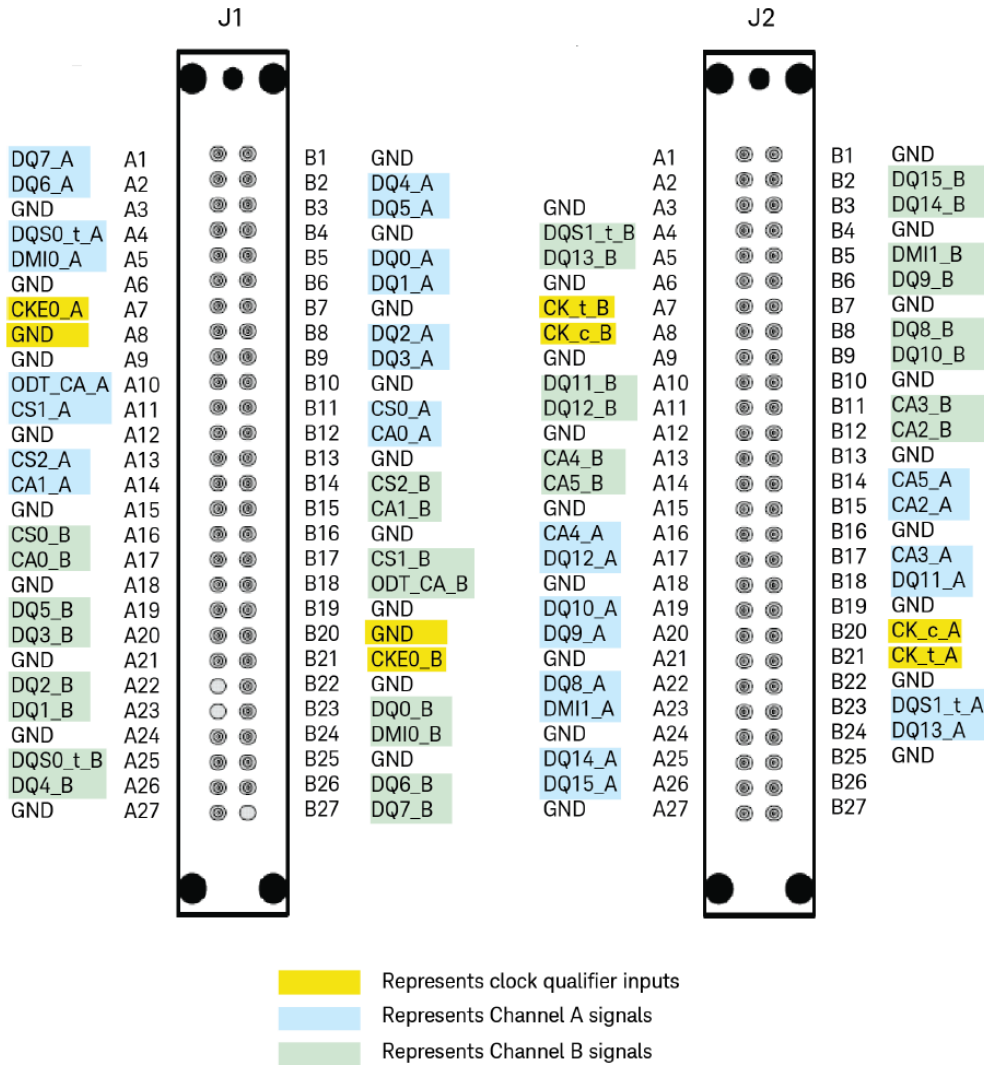 J1 J2
DQ7_A A1 B1 GND A1 B1 GND
DQ6_A A2 B2 DQ4_A A2 B2 DQ15_B
GND A3 B3 DQ5_A GND A3 B3 DQ14_B
DQS0_t_A A4 B4 GND DQS1_t_B A4 B4 GND
DMI0_A A5 B5 DQ0_A DQ13_B A5 B5 DMI1_B
GND A6 B6 DQ1_A GND A6 B6 DQ9_B
CKE0_A A7 B7 GND CK_t_B A7 B7 GND
GND A8 B8 DQ2_A CK_c_B A8 B8 DQ8_B
GND A9 B9 DQ3_A GND A9 B9 DQ10_B
ODT_CA_A A10 B10 GND DQ11_B A10 B10 GND
CS1_A A11 B11 CS0_A DQ12_B A11 B11 CA3_B
GND A12 B12 CA0_A GND A12 B12 CA2_B
CS2_A A13 B13 GND CA4_B A13 B13 GND
CA1_A A14 B14 CS2_B CA5_B A14 B14 CA5_A
GND A15 B15 CA1_B GND A15 B15 CA2_A
CS0_B A16 B16 GND CA4_A A16 B16 GND
CA0_B A17 B17 CS1_B DQ12_A A17 B17 CA3_A
GND A18 B18 ODT_CA_B GND A18 B18 DQ11_A
DQ5_B A19 B19 GND DQ10_A A19 B19 GND
DQ3_B A20 B20 GND DQ9_A A20 B20 CK_c_A
GND A21 B21 CKE0_B GND A21 B21 CK_t_A
DQ2_B A22 B22 GND DQ8_A A22 B22 GND
DQ1_B A23 B23 DQ0_B DMI1_A A23 B23 DQS1_t_A
GND A24 B24 DMI0_B GND A24 B24 DQ13_A
DQS0_t_B A25 B25 GND DQ14_A A25 B25 GND
DQ4_B A26 B26 DQ6_B DQ15_A A26 B26
GND A27 B27 DQ7_B GND A27 B27
Represents clock qualifier inputs
Represents Channel A signals
Represents Channel B signals